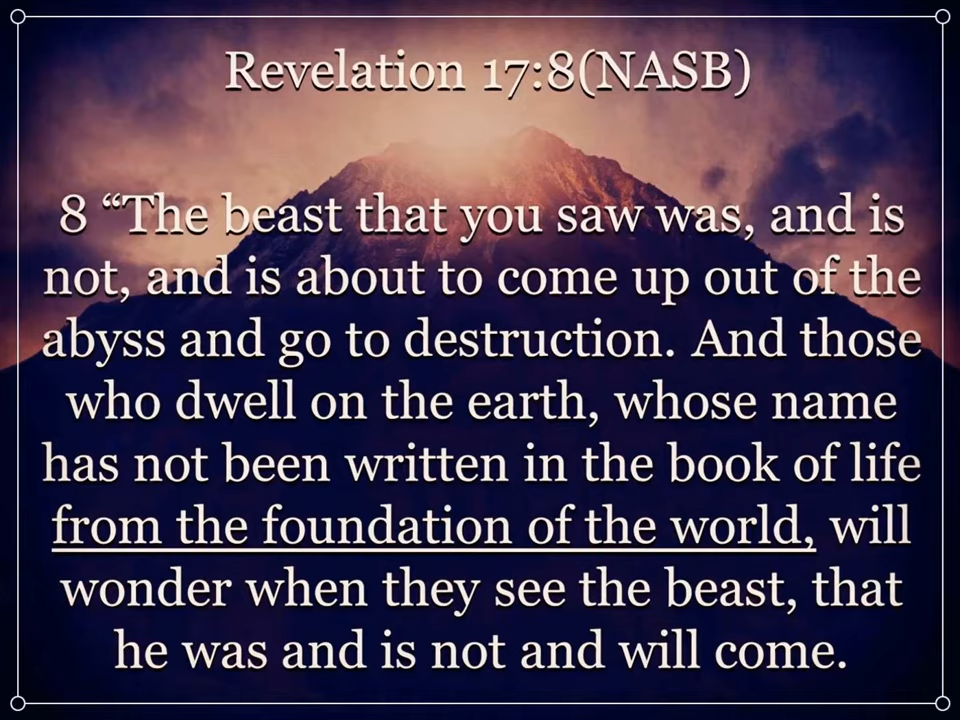 Revelation 17:8(NASB)
8 “The beast that you saw was, and is
not, and is about to come up out of the
abyss and go to destruction. And those
who dwell on the earth, whose name
has not been written in the book of life
from the foundation of the world, will
wonder when they see the beast, that
he was and is not and will come.